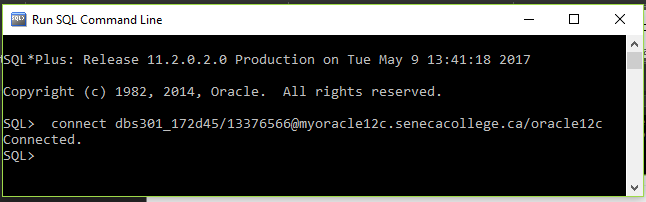 Run SQL Command Line
SQL*Plus: Release 11.2.0.2.0 Production on Tue May 9 13:41:18 2017
Copyright (c) 1982, 2014, Oracle.  All rights reserved.
SQL>  connect dbs301_172d45/13376566@myoracle12c.senecacollege.ca/oracle12c
Connected.
SQL>